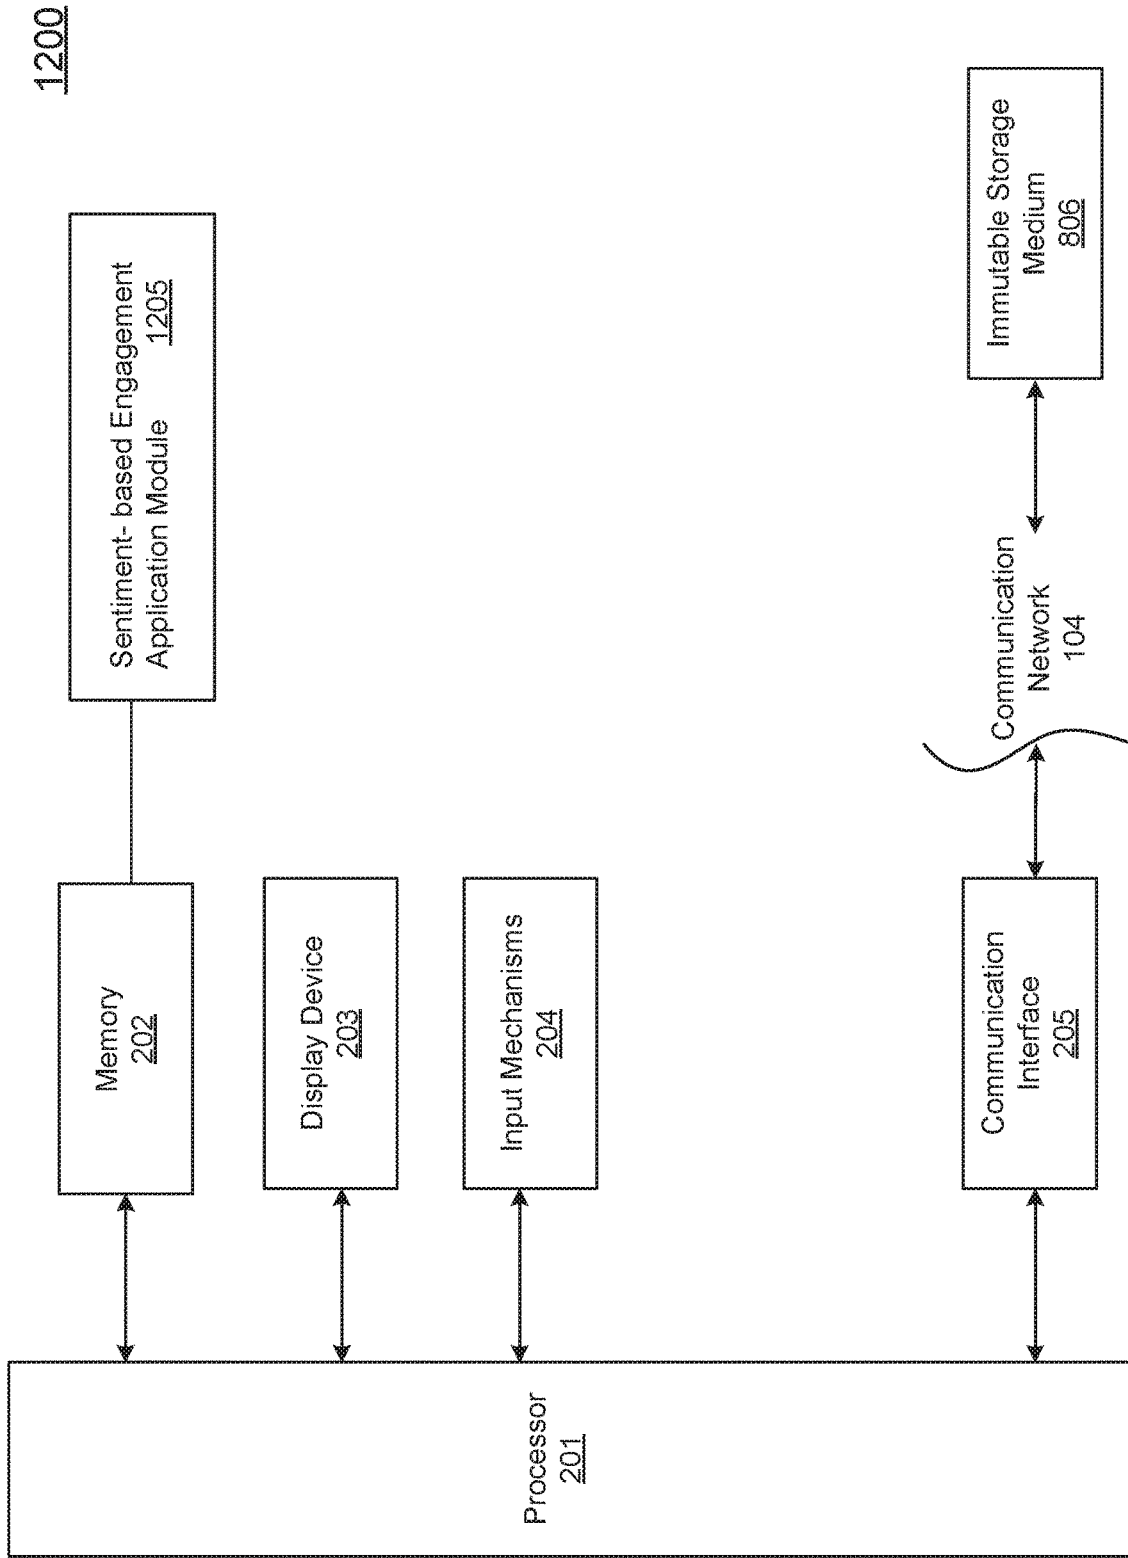 1200
Sentiment- based Engagement
Application Module 1205
Memory
202
Display Device
203
Input Mechanisms
204
Processor
201
Communication
Interface
205
Communication
Network
104
Immutable Storage
Medium
806